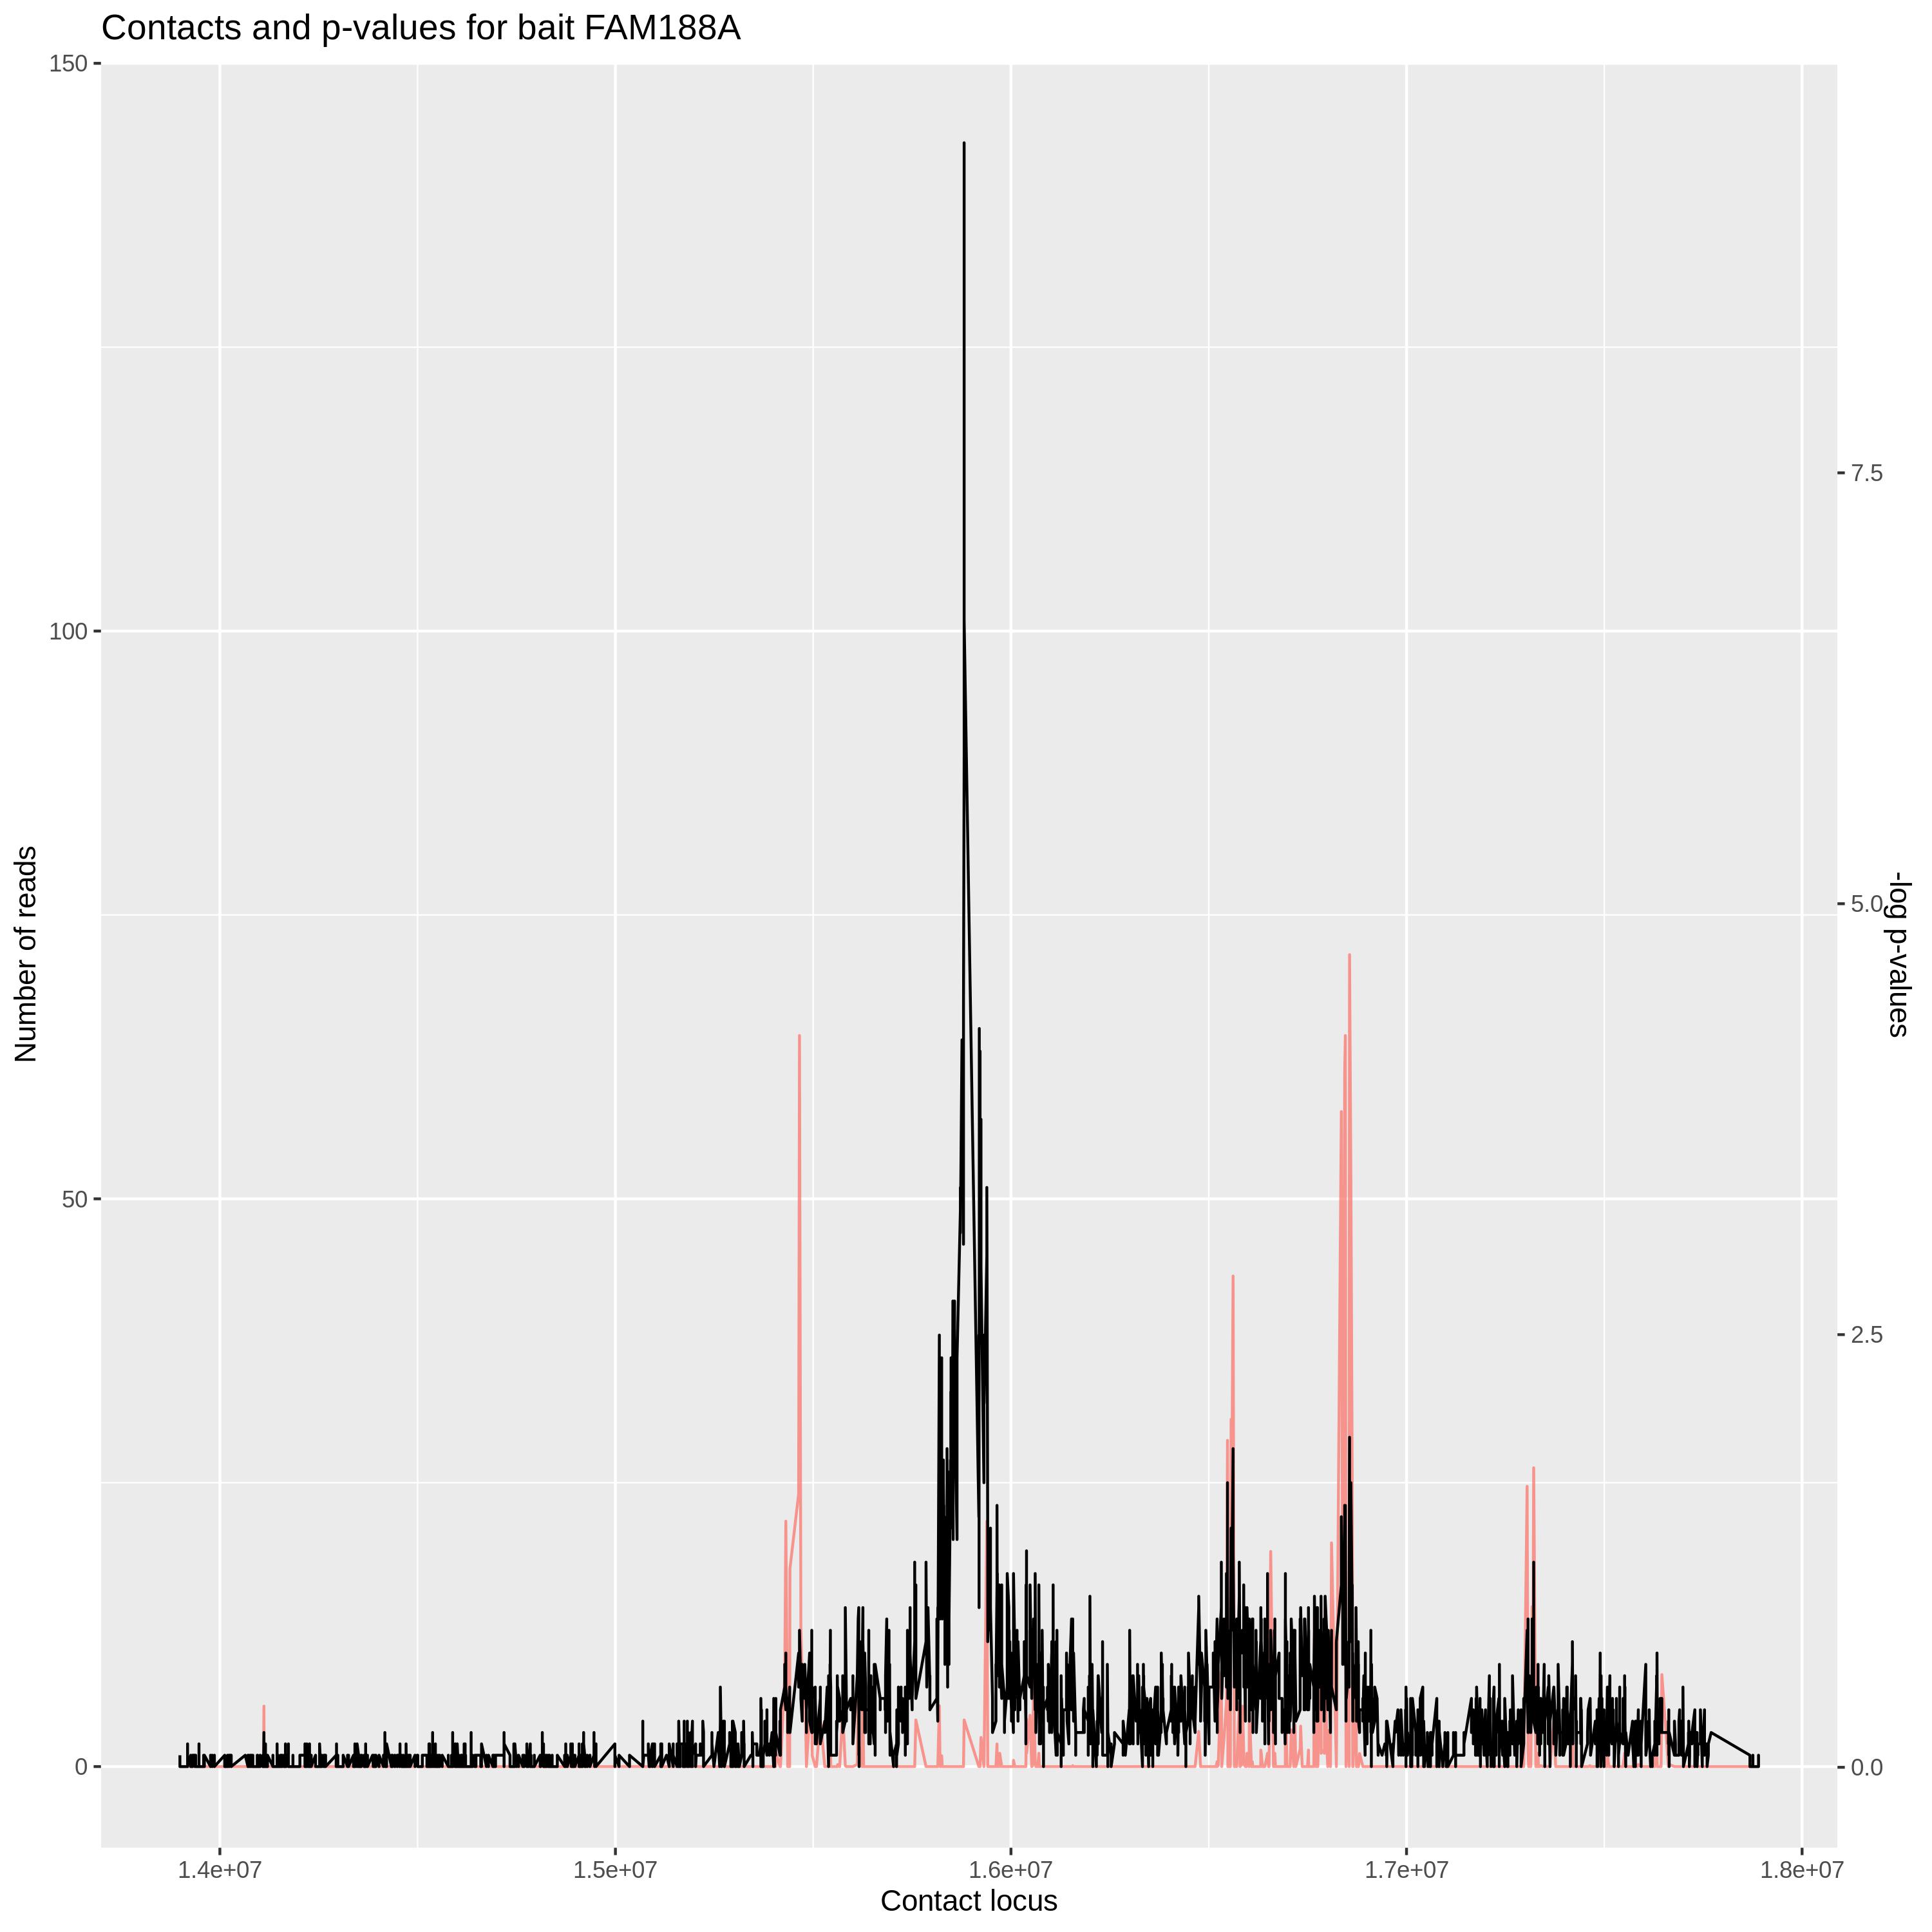 Contacts and p-values for bait FAM188A
150
100
50
0
Number of reads
7.5
5.0
2.5
0.0
-log p-values
1.4e+07
1.5e+07
1.6e+07
1.7e+07
1.8e+07
Contact locus